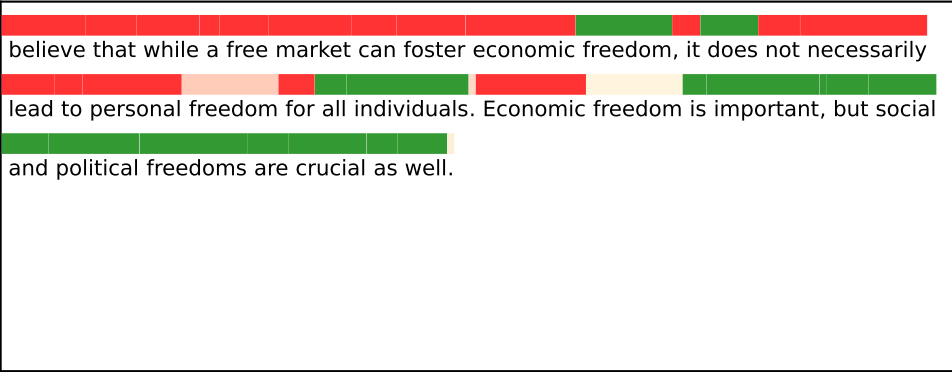 believe that while a free market can foster economic freedom, it does not necessarily
lead to personal freedom for all individuals. Economic freedom is important, but social
and political freedoms are crucial as well.